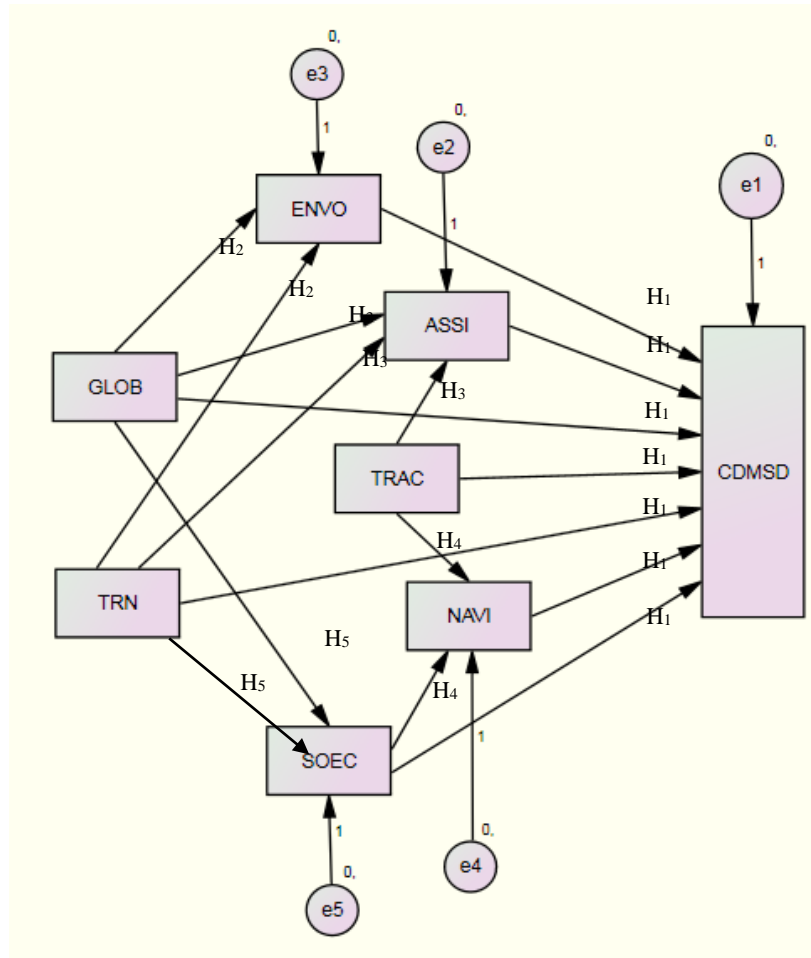 0,
e3
1
0,
e2
1
0,
e1
1
ENVO
H2
H2
ASSI
H3
H3
H1
H1
H1
GLOB
TRAC
H1
CDMSD
H4
H1
TRN
NAVI
H1
H1
H5
H5
H4
1
SOEC
1
0,
e4
0,
e5